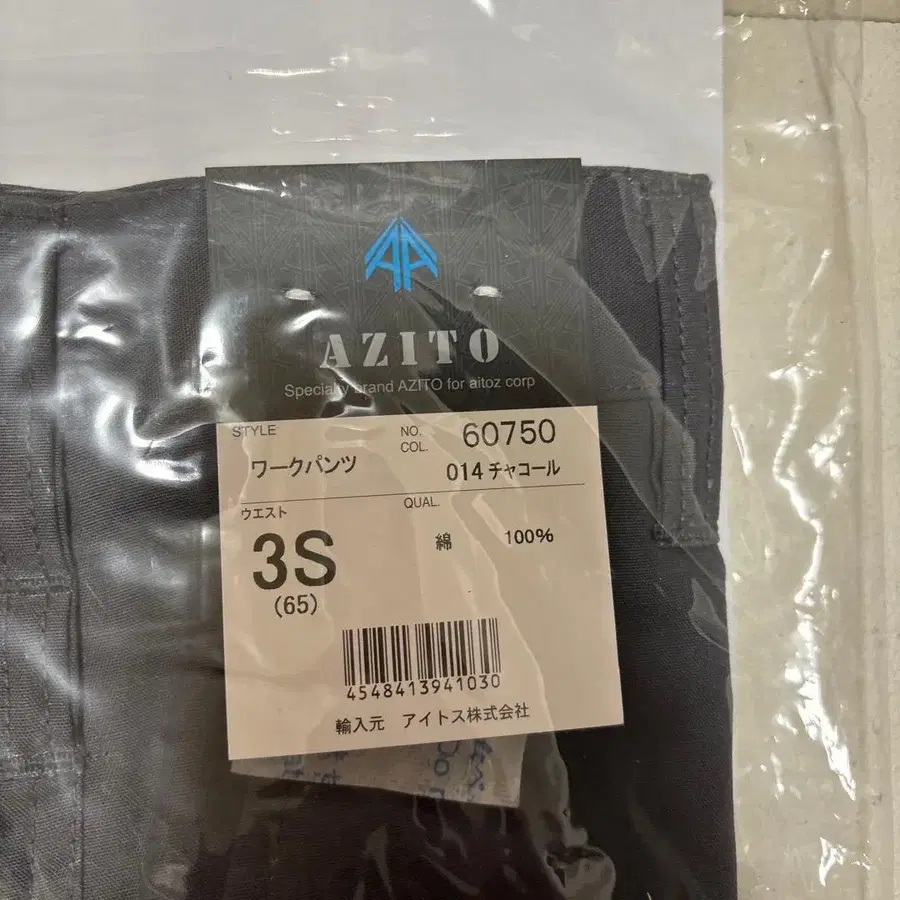 AZITO
Specialty brand AZITO for aitoz corp
STYLE
ワークパンツ
NO. 60750
COL. 014 チャコール
ウエスト
3S
(65)
QUAL.
綿 100%
4548413941030
輸入元 アイトス株式会社